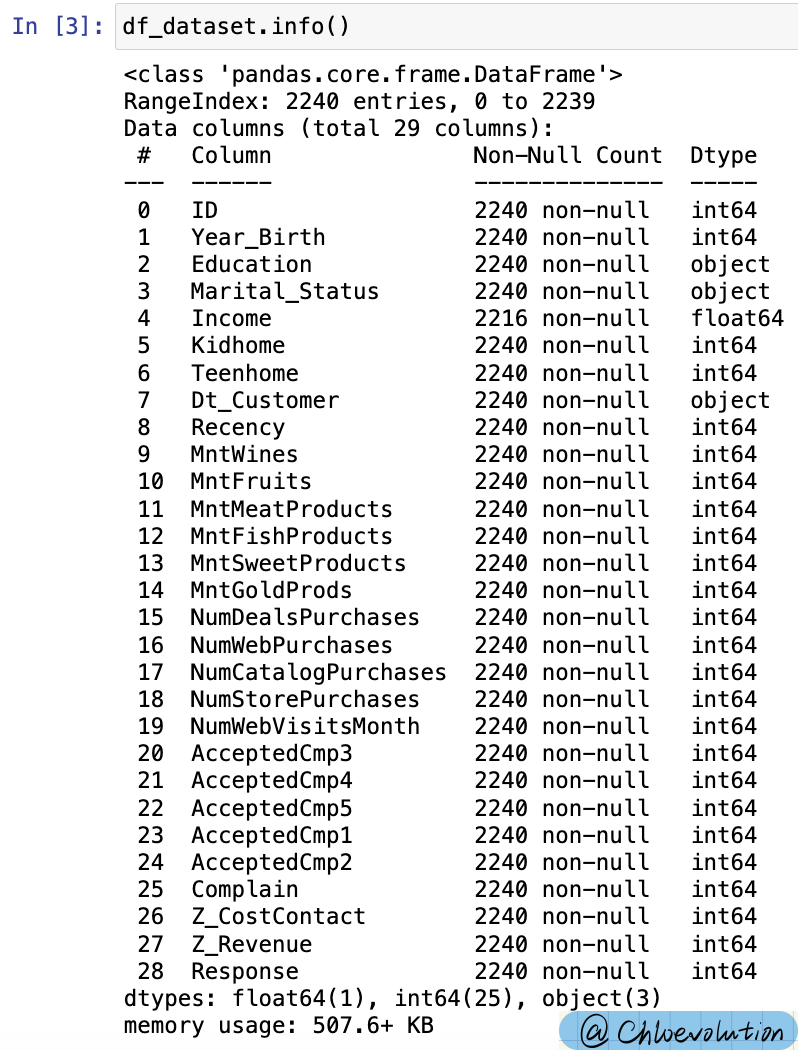 In [3]: df_dataset.info()
<class 'pandas.core.frame.DataFrame'>
RangeIndex: 2240 entries, 0 to 2239
Data columns (total 29 columns):
 #   Column               Non-Null Count  Dtype
---  ------               --------------  -----
 0   ID                   2240 non-null   int64
 1   Year_Birth           2240 non-null   int64
 2   Education            2240 non-null   object
 3   Marital_Status       2240 non-null   object
 4   Income               2216 non-null   float64
 5   Kidhome              2240 non-null   int64
 6   Teenhome             2240 non-null   int64
 7   Dt_Customer          2240 non-null   object
 8   Recency              2240 non-null   int64
 9   MntWines             2240 non-null   int64
 10  MntFruits            2240 non-null   int64
 11  MntMeatProducts      2240 non-null   int64
 12  MntFishProducts      2240 non-null   int64
 13  MntSweetProducts     2240 non-null   int64
 14  MntGoldProds         2240 non-null   int64
 15  NumDealsPurchases    2240 non-null   int64
 16  NumWebPurchases      2240 non-null   int64
 17  NumCatalogPurchases  2240 non-null   int64
 18  NumStorePurchases    2240 non-null   int64
 19  NumWebVisitsMonth    2240 non-null   int64
 20  AcceptedCmp3         2240 non-null   int64
 21  AcceptedCmp4         2240 non-null   int64
 22  AcceptedCmp5         2240 non-null   int64
 23  AcceptedCmp1         2240 non-null   int64
 24  AcceptedCmp2         2240 non-null   int64
 25  Complain             2240 non-null   int64
 26  Z_CostContact        2240 non-null   int64
 27  Z_Revenue            2240 non-null   int64
 28  Response             2240 non-null   int64
dtypes: float64(1), int64(25), object(3)
memory usage: 507.6+ KB
@ Chloevolution